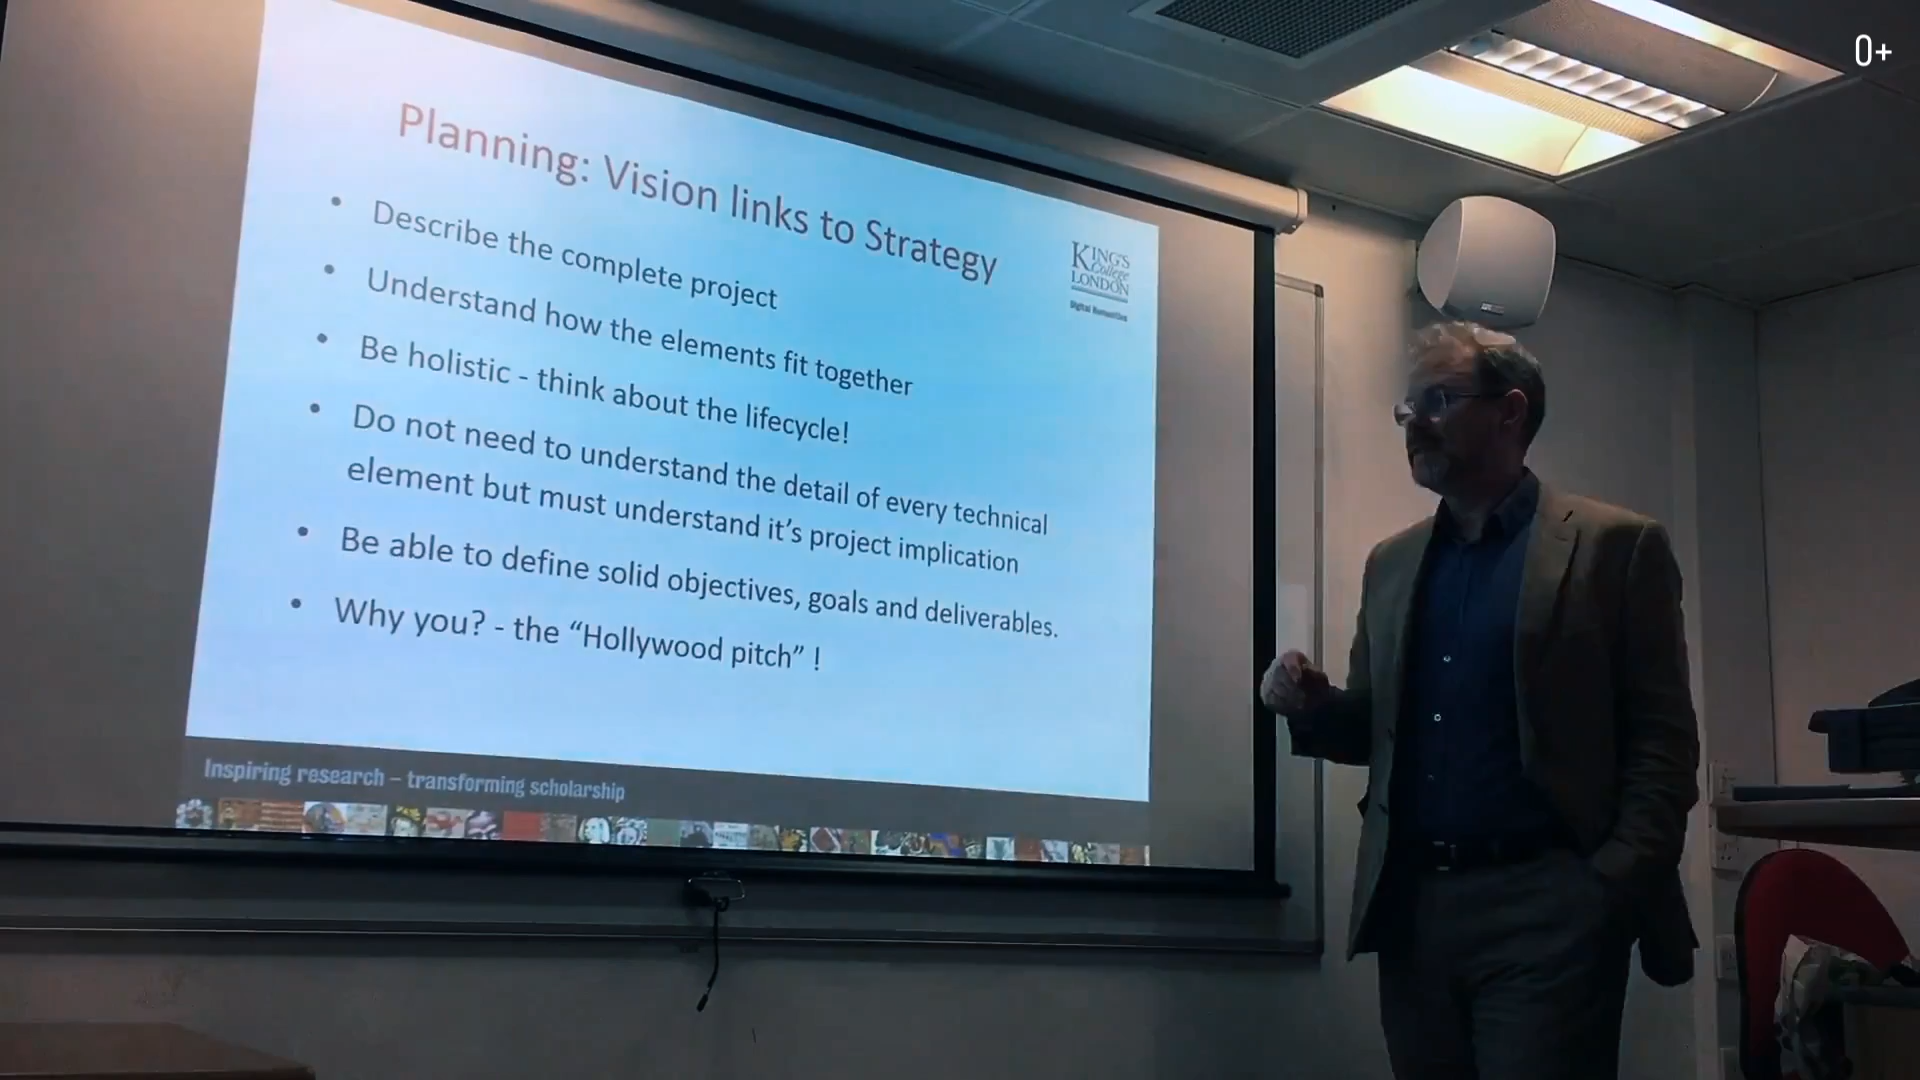 0+
Planning: Vision links to Strategy
KING'S
College
LONDON
Digital Humanities
• Describe the complete project
• Understand how the elements fit together
• Be holistic - think about the lifecycle!
• Do not need to understand the detail of every technical
element but must understand it's project implication
• Be able to define solid objectives, goals and deliverables.
• Why you? - the “Hollywood pitch” !
Inspiring research – transforming scholarship